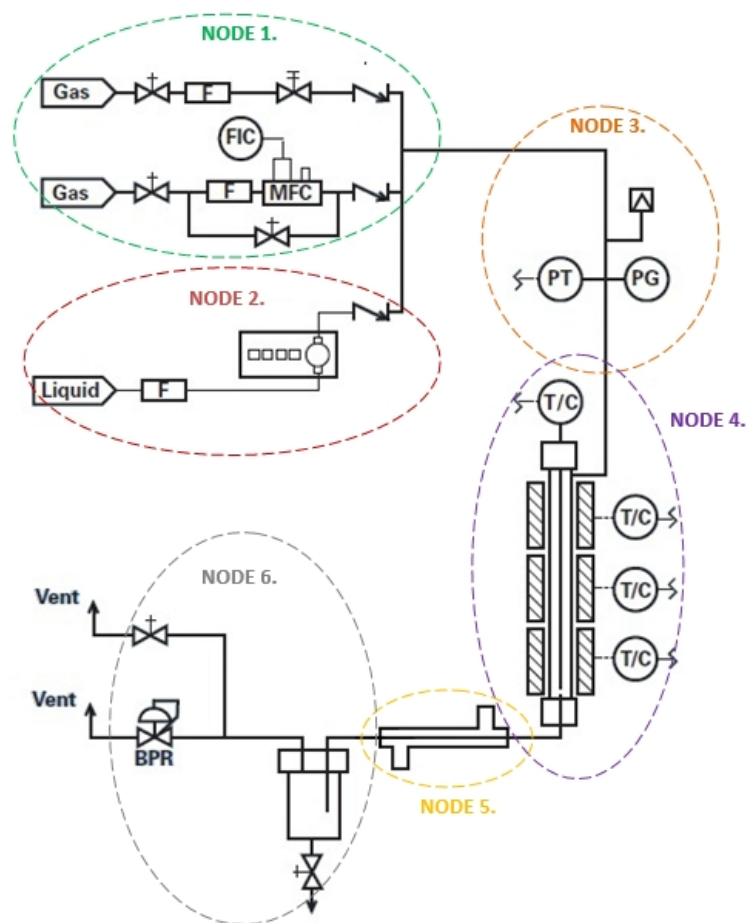 NODE 1.
Gas
F
FIC
Gas
F
MFC
NODE 2.
Liquid
F
NODE 3.
PT
PG
NODE 4.
T/C
T/C
T/C
T/C
NODE 5.
NODE 6.
Vent
Vent
BPR